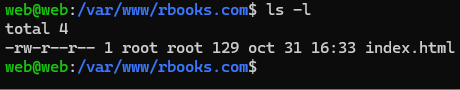 web@web:/var/www/rbooks.com$ ls -l
total 4
-rw-r--r-- 1 root root 129 oct 31 16:33 index.html
web@web:/var/www/rbooks.com$